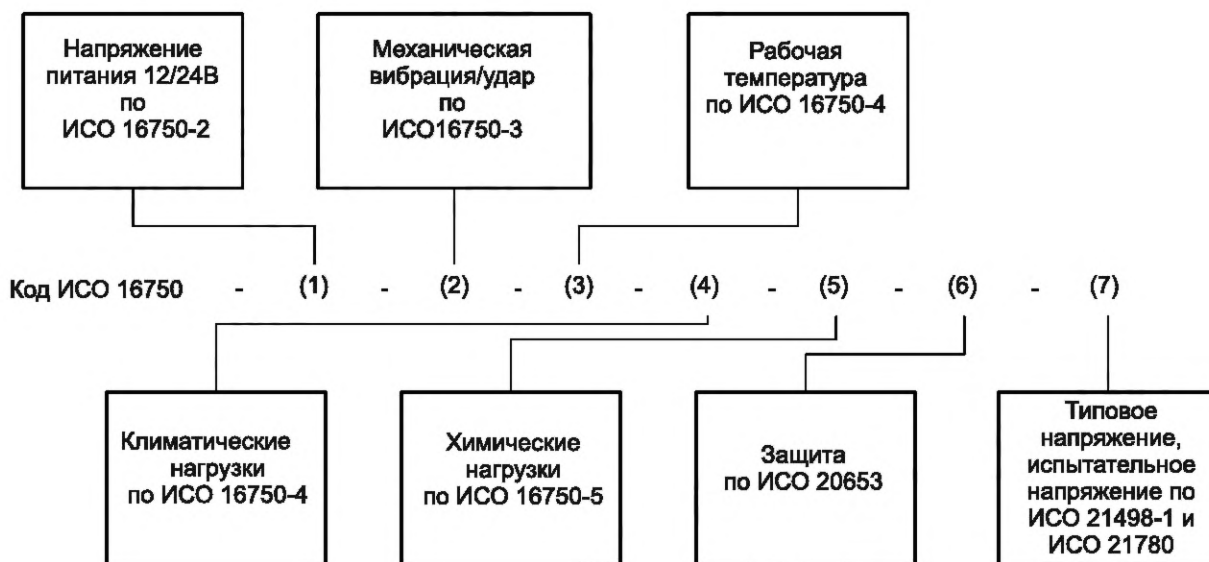 Напряжение
питания 12/24В
по
ИСО 16750-2
Механическая
вибрация/удар
по
ИСО16750-3
Рабочая
температура
по ИСО 16750-4
Код ИСО 16750 - (1) - (2) - (3) - (4) - (5) - (6) - (7)
Климатические
нагрузки
по ИСО 16750-4
Химические
нагрузки
по ИСО 16750-5
Защита
по ИСО 20653
Типовое
напряжение,
испытательное
напряжение по
ИСО 21498-1 и
ИСО 21780